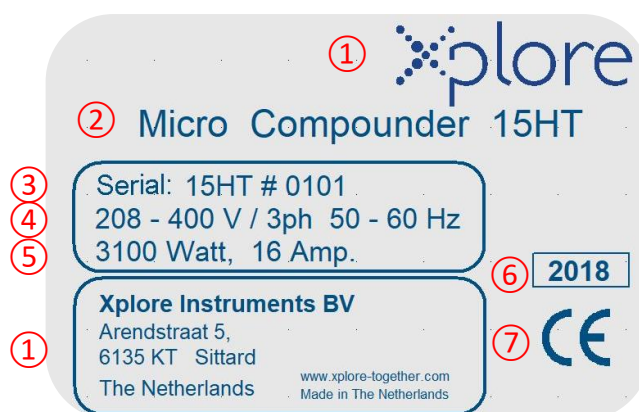 ① xplore
② Micro Compounder 15HT
③ Serial: 15HT # 0101
④ 208 - 400 V / 3ph 50 - 60 Hz
⑤ 3100 Watt, 16 Amp.
⑥ 2018
Xplore Instruments BV
Arendstraat 5,
① 6135 KT Sittard
The Netherlands
www.xplore-together.com
Made in The Netherlands
⑦ CE